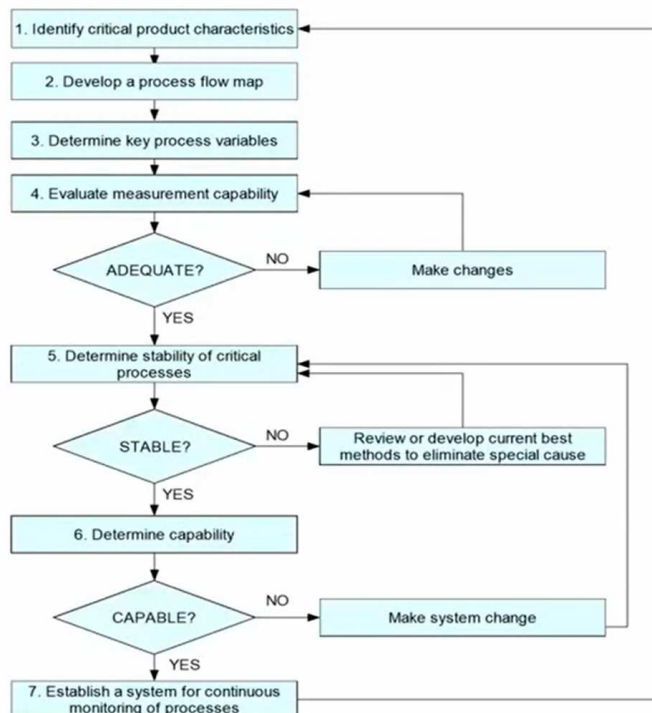 1. Identify critical product characteristics
2. Develop a process flow map
3. Determine key process variables
4. Evaluate measurement capability
ADEQUATE?
NO
Make changes
YES
5. Determine stability of critical
processes
STABLE?
NO
Review or develop current best
methods to eliminate special cause
YES
6. Determine capability
CAPABLE?
NO
Make system change
YES
7. Establish a system for continuous
monitoring of processes